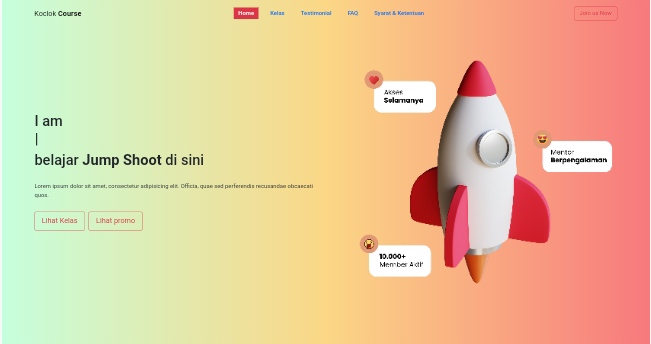 Koclok Course
Home Kelas Testimonial FAQ Syarat & Ketentuan
Join us Now
Akses
Selamanya
I am
|
belajar Jump Shoot di sini
Mentor
Berpengalaman
Lorem ipsum dolor sit amet, consectetur adipisicing elit. Officia, quae sed perferendis recusandae obcaecati
quos.
Lihat Kelas Lihat promo
10.000+
Member Aktif